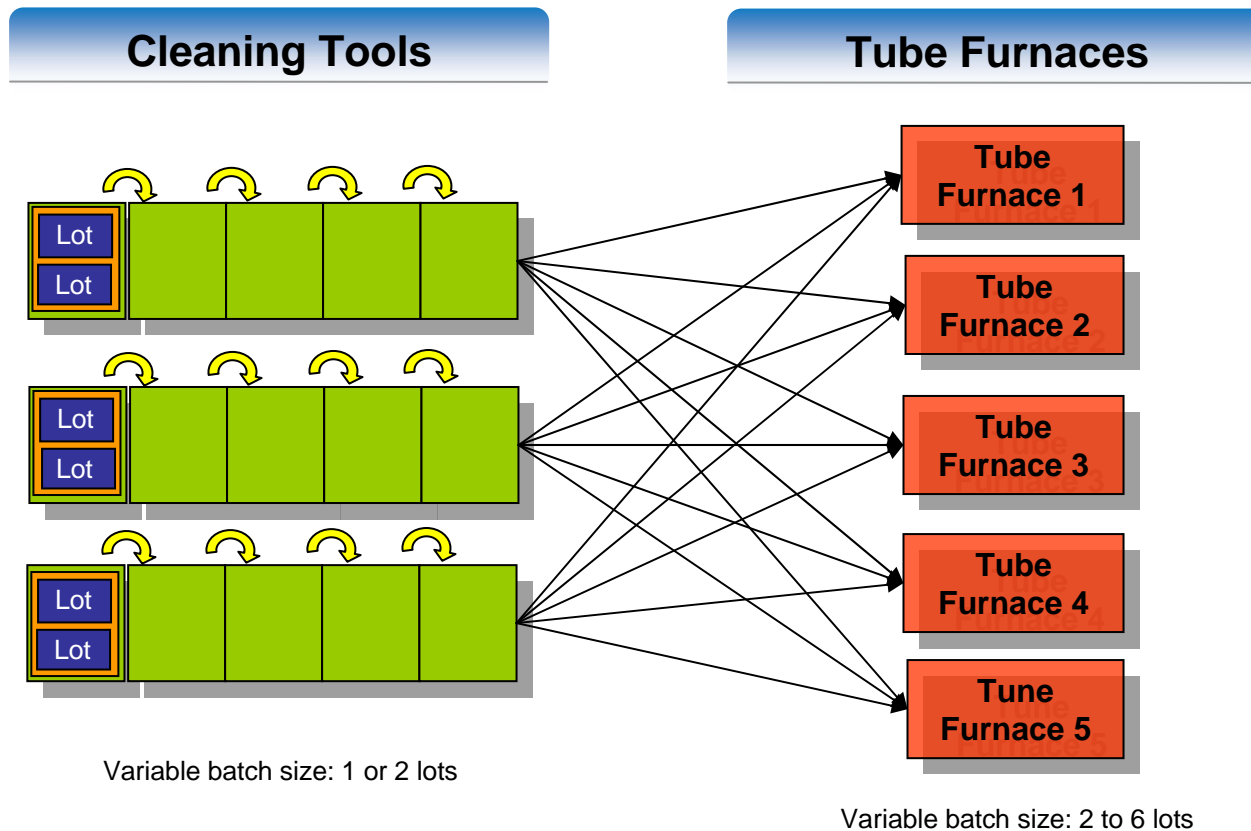 Cleaning Tools
Tube Furnaces
Lot
Lot
Lot
Lot
Lot
Lot
Tube
Furnace 1
Tube
Furnace 2
Tube
Furnace 3
Tube
Furnace 4
Tune
Furnace 5
Variable batch size: 1 or 2 lots
Variable batch size: 2 to 6 lots